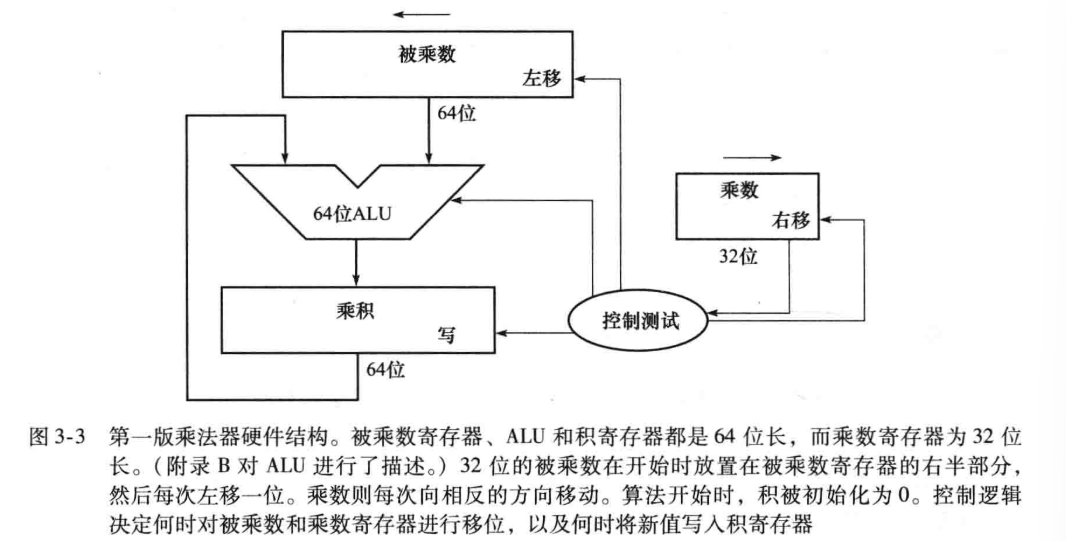 被乘数
左移
64位
乘数
右移
64位ALU
32位
乘积
控制测试
写
64位
图 3-3 第一版乘法器硬件结构。被乘数寄存器、ALU 和积寄存器都是 64 位长，而乘数寄存器为 32 位
长。（附录 B 对 ALU 进行了描述。）32 位的被乘数在开始时放置在被乘数寄存器的右半部分，
然后每次左移一位。乘数则每次向相反的方向移动。算法开始时，积被初始化为 0。控制逻辑
决定何时对被乘数和乘数寄存器进行移位，以及何时将新值写入积寄存器